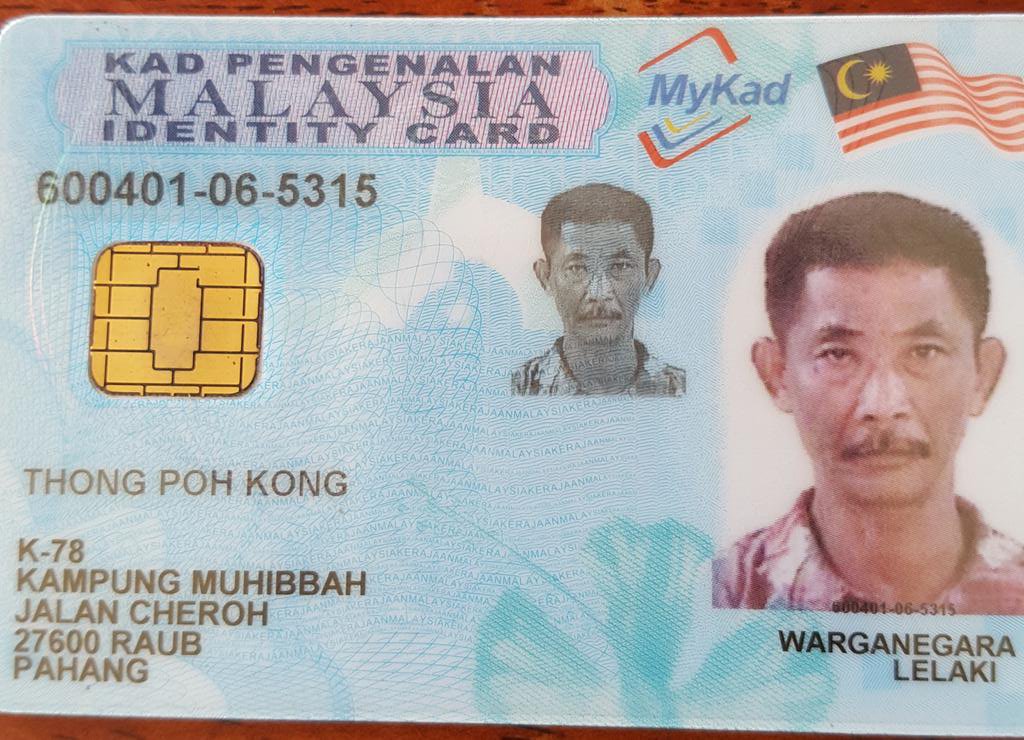 KAD PENGENALAN
MALAYSIA
IDENTITY CARD
MyKad
600401-06-5315
THONG POH KONG
K-78
KAMPUNG MUHIBBAH
JALAN CHEROH
27600 RAUB
PAHANG
600401-06-5315
WARGANEGARA
LELAKI